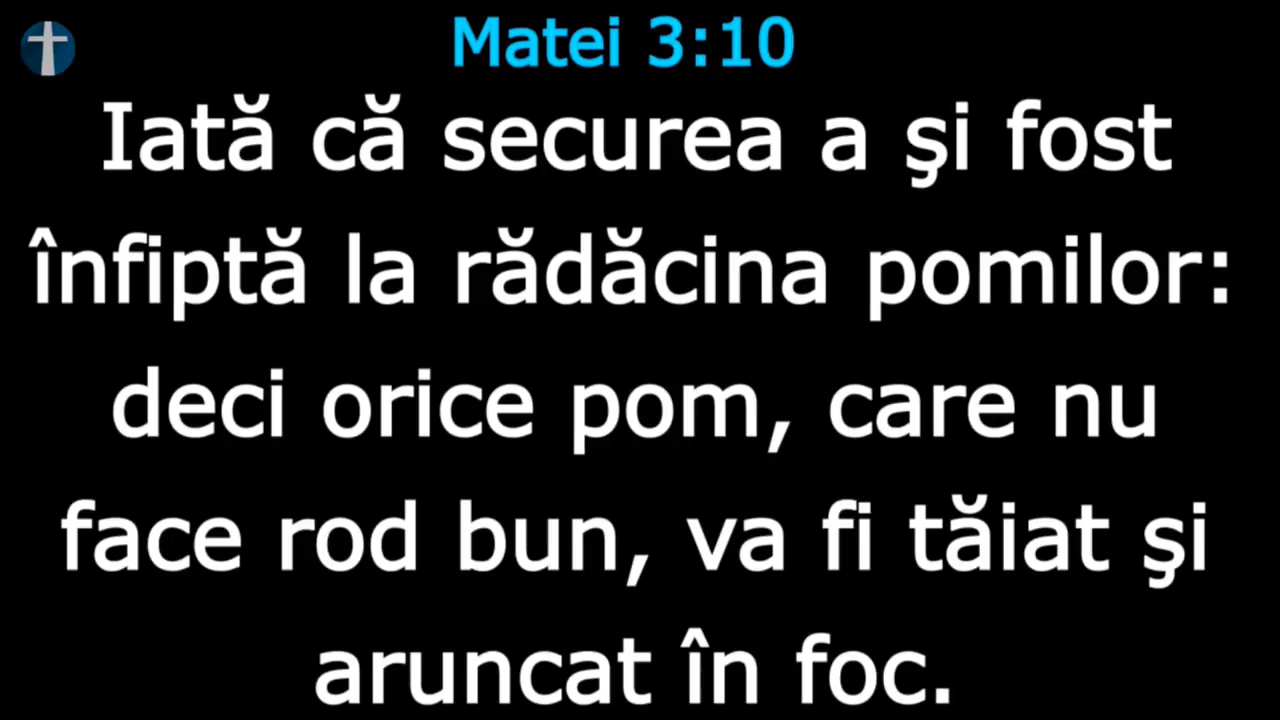 Matei 3:10
Iată că securea a şi fost
înfiptă la rădăcina pomilor:
deci orice pom, care nu
face rod bun, va fi tăiat şi
aruncat în foc.